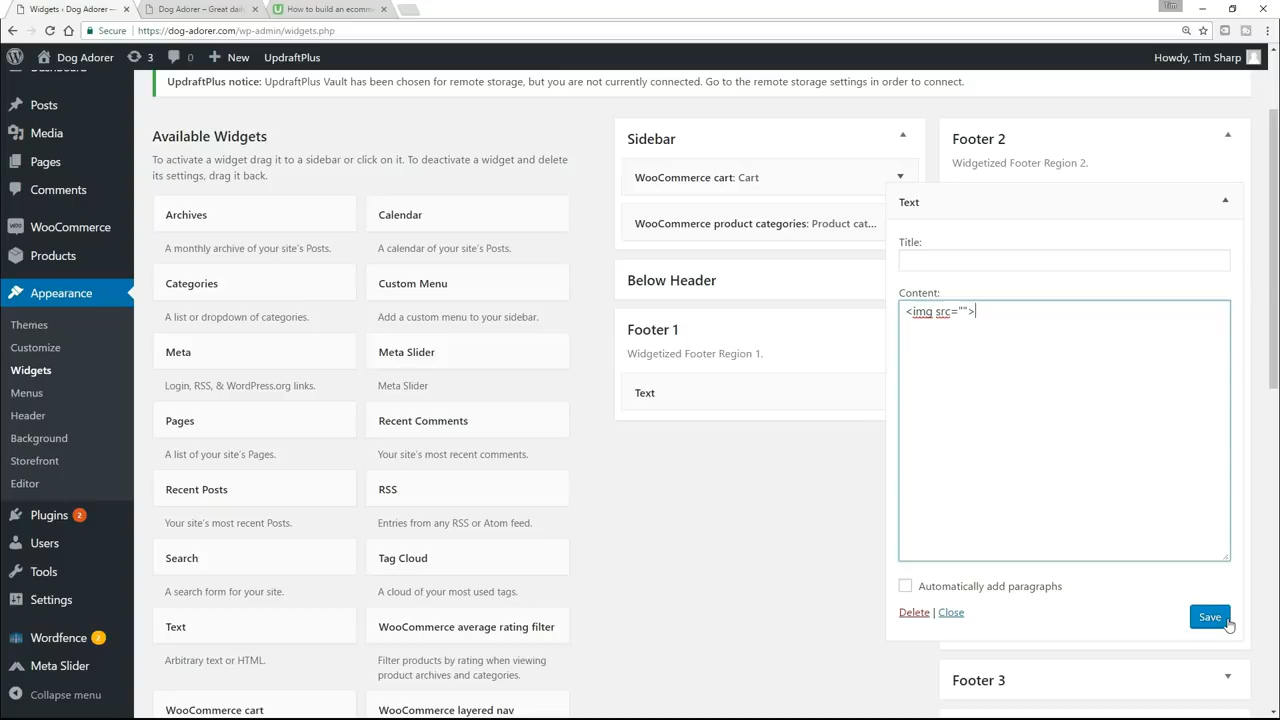 Widgets ‹ Dog Adorer —
Dog Adorer – Great dail
How to build an ecomm
Tim
Secure
https://dog-adorer.com/wp-admin/widgets.php
Dog Adorer
3
0
New
UpdraftPlus
Howdy, Tim Sharp
Dashboard
Posts
Media
Pages
Comments
WooCommerce
Products
Appearance
Themes
Customize
Widgets
Menus
Header
Background
Storefront
Editor
Plugins 2
Users
Tools
Settings
Wordfence 2
Meta Slider
Collapse menu
UpdraftPlus notice: UpdraftPlus Vault has been chosen for remote storage, but you are not currently connected. Go to the remote storage settings in order to connect.
Available Widgets
To activate a widget drag it to a sidebar or click on it. To deactivate a widget and delete
its settings, drag it back.
Archives
Calendar
A monthly archive of your site's Posts.
A calendar of your site's Posts.
Categories
Custom Menu
A list or dropdown of categories.
Add a custom menu to your sidebar.
Meta
Meta Slider
Login, RSS, & WordPress.org links.
Meta Slider
Pages
Recent Comments
A list of your site's Pages.
Your site's most recent comments.
Recent Posts
RSS
Your site's most recent Posts.
Entries from any RSS or Atom feed.
Search
Tag Cloud
A search form for your site.
A cloud of your most used tags.
Text
WooCommerce average rating filter
Arbitrary text or HTML.
Filter products by rating when viewing
product archives and categories.
WooCommerce cart
WooCommerce layered nav
Sidebar
WooCommerce cart: Cart
WooCommerce product categories: Product cat...
Below Header
Footer 1
Widgetized Footer Region 1.
Text
Footer 2
Widgetized Footer Region 2.
Text
Title:
Content:
<img src="">
Automatically add paragraphs
Delete | Close
Save
Footer 3